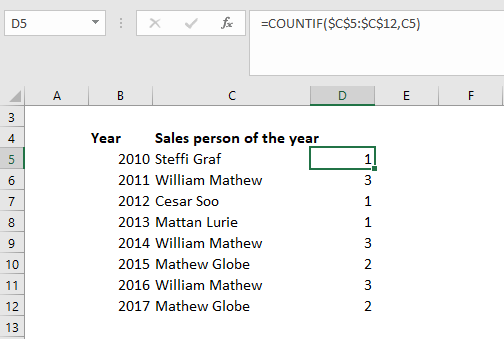 D5 fx =COUNTIF($C$5:$C$12,C5)
A B C D E F
3
4 Year Sales person of the year
5 2010 Steffi Graf 1
6 2011 William Mathew 3
7 2012 Cesar Soo 1
8 2013 Mattan Lurie 1
9 2014 William Mathew 3
10 2015 Mathew Globe 2
11 2016 William Mathew 3
12 2017 Mathew Globe 2
13